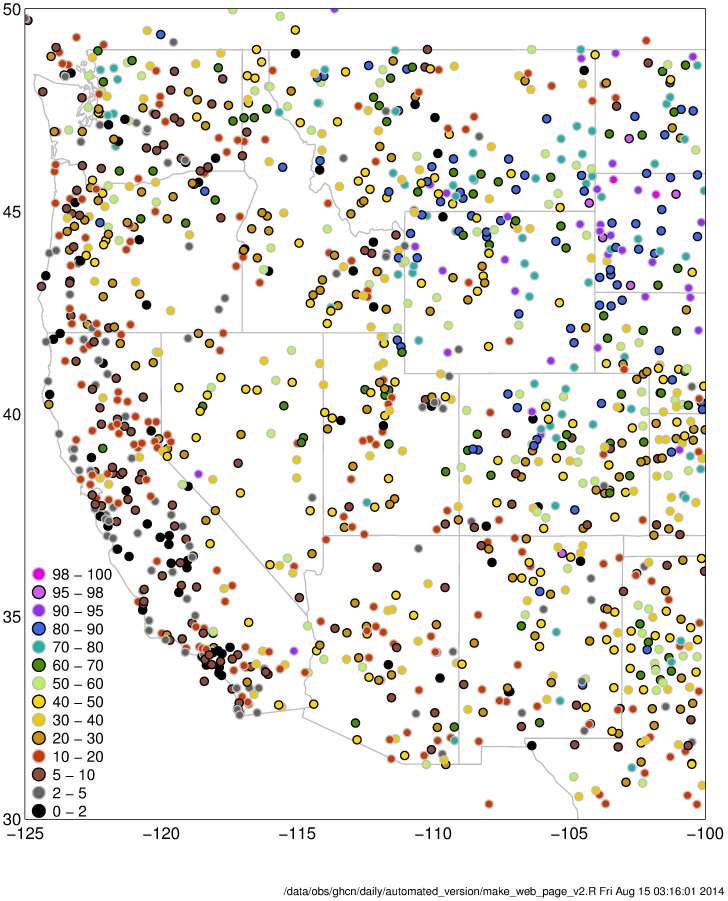 50
45
40
35
30
98 − 100
95 − 98
90 − 95
80 − 90
70 − 80
60 − 70
50 − 60
40 − 50
30 − 40
20 − 30
10 − 20
5 − 10
2 − 5
0 − 2
−125 −120 −115 −110 −105 −100
/data/obs/ghcn/daily/automated_version/make_web_page_v2.R Fri Aug 15 03:16:01 2014